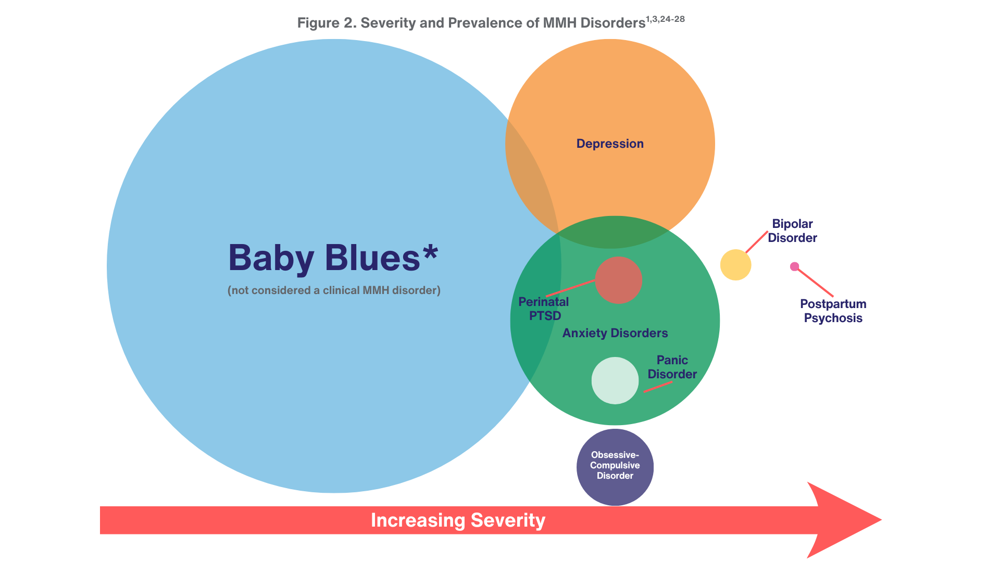 Figure 2. Severity and Prevalence of MMH Disorders1,3,24-28
Depression
Baby Blues*
(not considered a clinical MMH disorder)
Bipolar
Disorder
Postpartum
Psychosis
Perinatal
PTSD
Anxiety Disorders
Panic
Disorder
Obsessive-
Compulsive
Disorder
Increasing Severity